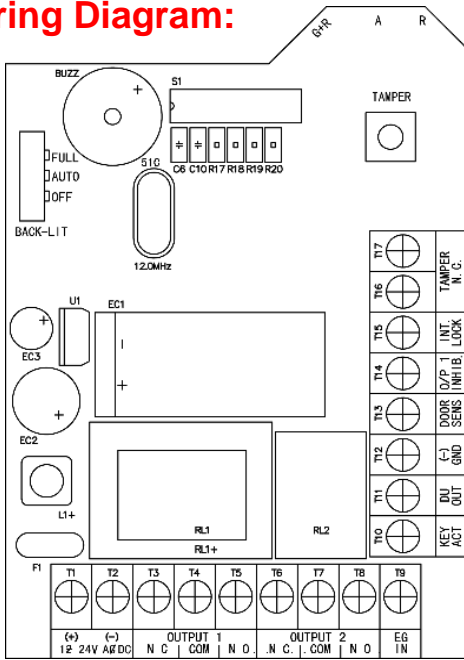 ring Diagram:
G+R A R
BUZZ
S1
TAMPER
FULL
AUTO
OFF
BACK-LIT
C6 C10 R17 R18 R19 R20
51C
12.0MHz
U1
EC1
EC3
EC2
L1+
F1
RL1
RL1+
RL2
T17
T16
T15
T14
T13
T12
T11
T10
TAMPER
N. C.
INT.
LOCK
O/P 1
INHIB.
DOOR
SENS
(-)
GND
DU
OUT
KEY
ACT
T1 T2 T3 T4 T5 T6 T7 T8 T9
(+) (-) OUTPUT 1 OUTPUT 2 EG
12 24V DC N C COM N O. .N C. .COM N O IN